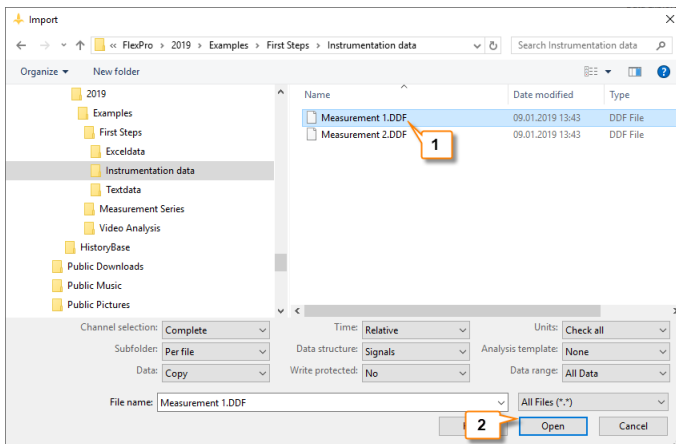 Import
« FlexPro > 2019 > Examples > First Steps > Instrumentation data
Search Instrumentation data
Organize
New folder
Name
Date modified
Type
2019
Examples
First Steps
Exceldata
Instrumentation data
Textdata
Measurement Series
Video Analysis
HistoryBase
Public Downloads
Public Music
Public Pictures
Measurement 1.DDF 09.01.2019 13:43 DDF File
Measurement 2.DDF 09.01.2019 13:43 DDF File
1
Channel selection: Complete Time: Relative Units: Check all
Subfolder: Per file Data structure: Signals Analysis template: None
Data: Copy Write protected: No Data range: All Data
File name: Measurement 1.DDF All Files (*.*)
2 Open Cancel